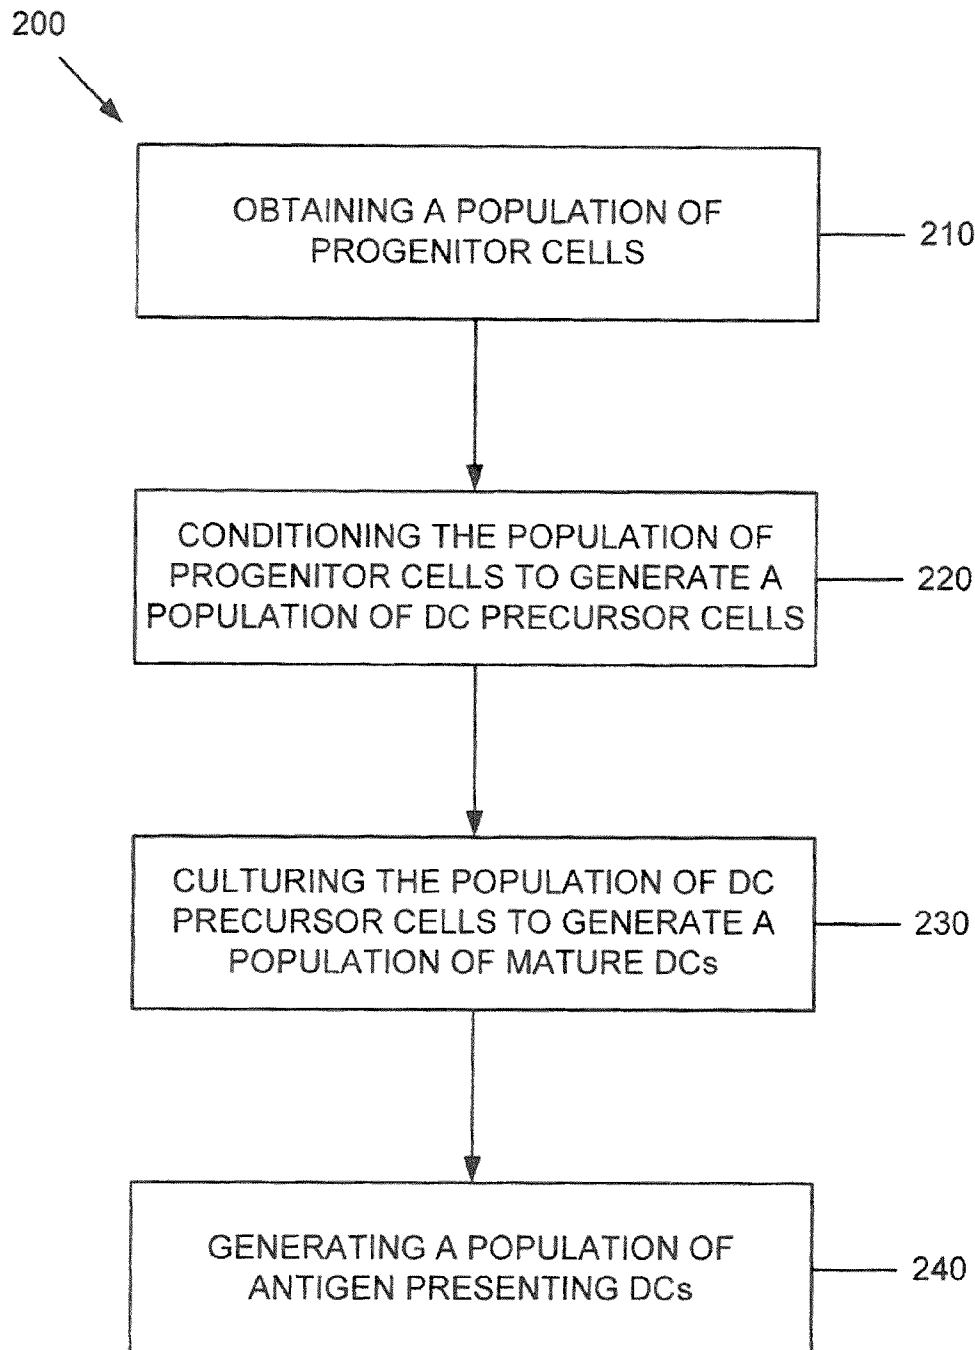 200
OBTAINING A POPULATION OF
PROGENITOR CELLS
210
CONDITIONING THE POPULATION OF
PROGENITOR CELLS TO GENERATE A
POPULATION OF DC PRECURSOR CELLS
220
CULTURING THE POPULATION OF DC
PRECURSOR CELLS TO GENERATE A
POPULATION OF MATURE DCs
230
GENERATING A POPULATION OF
ANTIGEN PRESENTING DCs
240